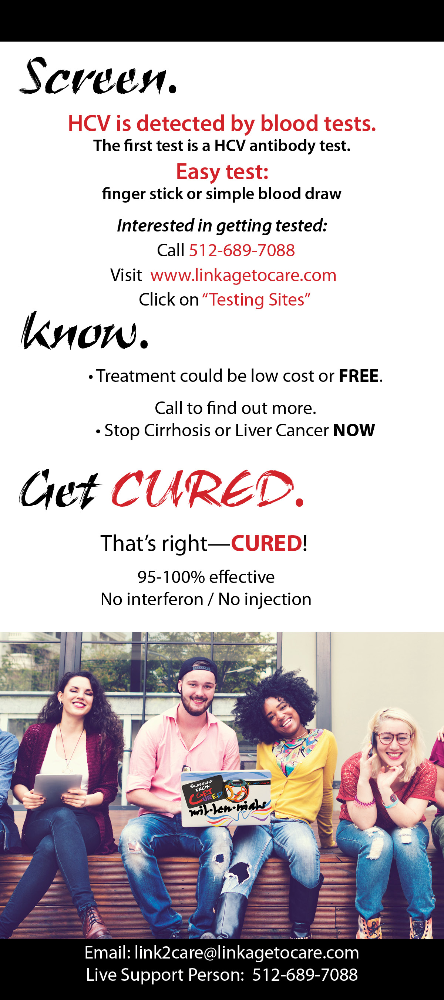 Screen.
HCV is detected by blood tests.
The first test is a HCV antibody test.
Easy test:
finger stick or simple blood draw
Interested in getting tested:
Call 512-689-7088
Visit www.linkagetocare.com
Click on “Testing Sites”
know.
• Treatment could be low cost or FREE.
Call to find out more.
• Stop Cirrhosis or Liver Cancer NOW
Get CURED.
That’s right—CURED!
95-100% effective
No interferon / No injection
SCREENED
KNOW
GET
CURED
TOCARE.COM
mil·len·nials
Email: link2care@linkagetocare.com
Live Support Person: 512-689-7088